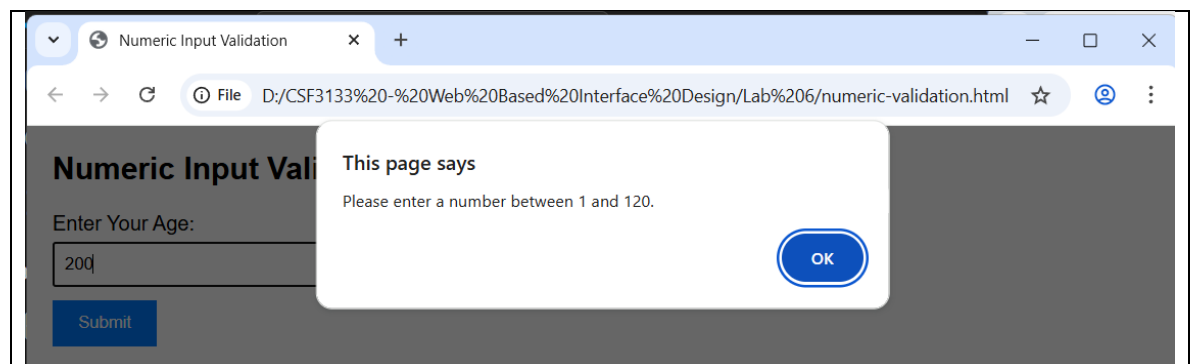 Numeric Input Validation
File D:/CSF3133%20-%20Web%20Based%20Interface%20Design/Lab%206/numeric-validation.html
Numeric Input Vali
This page says
Please enter a number between 1 and 120.
Enter Your Age:
200
OK
Submit